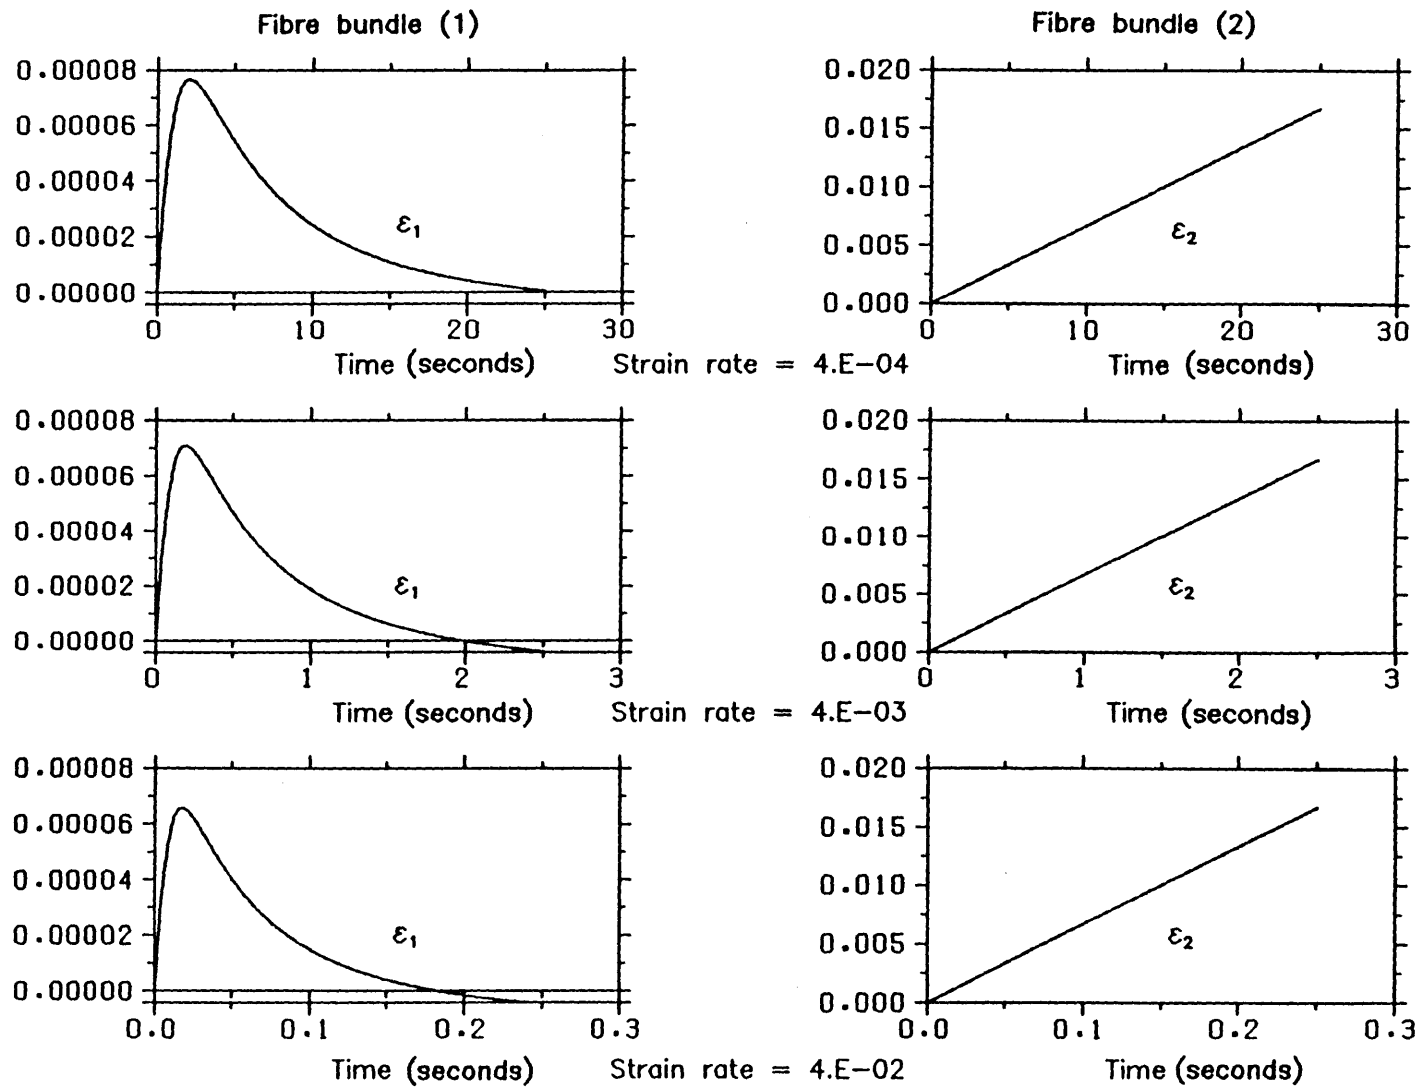 Fibre bundle (1) Fibre bundle (2)
0.00008 0.020
0.00006 0.015
0.00004 0.010
ε₁ ε₂
0.00002 0.005
0.00000 0.000
0 10 20 30 0 10 20 30
Time (seconds) Strain rate = 4.E-04 Time (seconds)
0.00008 0.020
0.00006 0.015
0.00004 0.010
0.00002 ε₁ 0.005 ε₂
0.00000 0.000
0 1 2 3 0 1 2 3
Time (seconds) Strain rate = 4.E-03 Time (seconds)
0.00008 0.020
0.00006 0.015
0.00004 0.010
0.00002 ε₁ 0.005 ε₂
0.00000 0.000
0.0 0.1 0.2 0.3 0.0 0.1 0.2 0.3
Time (seconds) Strain rate = 4.E-02 Time (seconds)